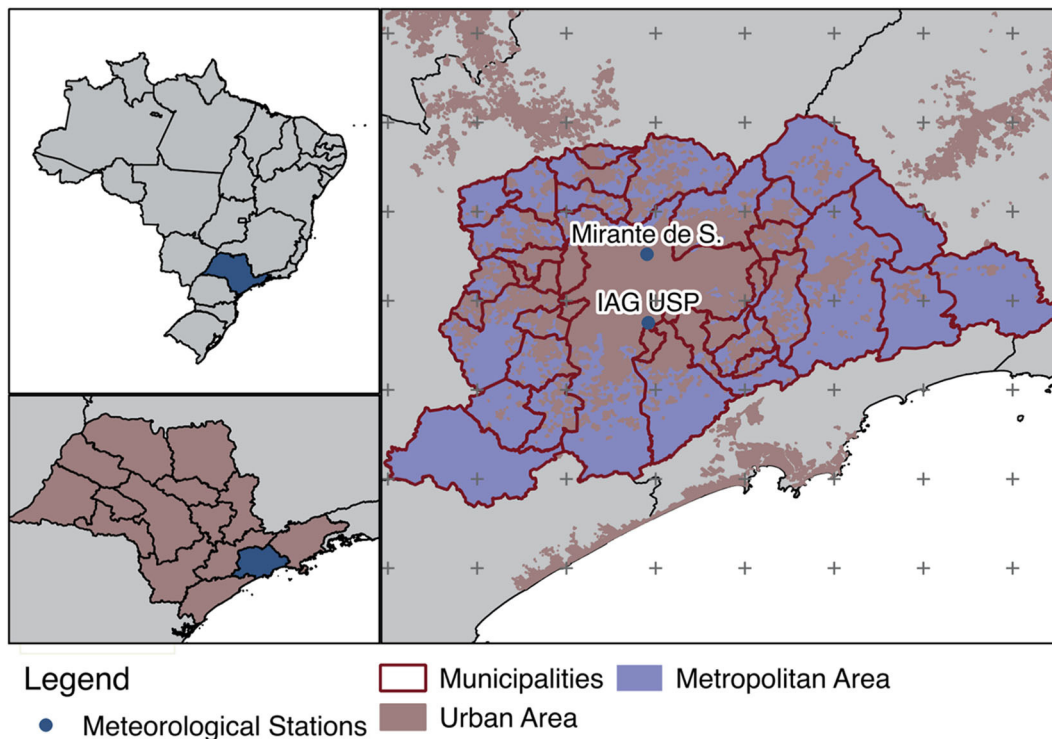 Mirante de S.
IAG USP
Legend
Meteorological Stations
Municipalities
Metropolitan Area
Urban Area